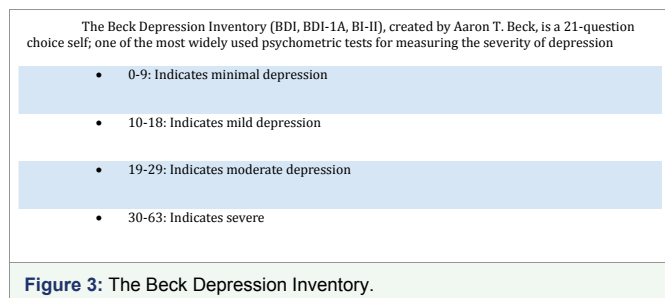 The Beck Depression Inventory (BDI, BDI-1A, BI-II), created by Aaron T. Beck, is a 21-question
choice self; one of the most widely used psychometric tests for measuring the severity of depression
• 0-9: Indicates minimal depression
• 10-18: Indicates mild depression
• 19-29: Indicates moderate depression
• 30-63: Indicates severe
Figure 3: The Beck Depression Inventory.